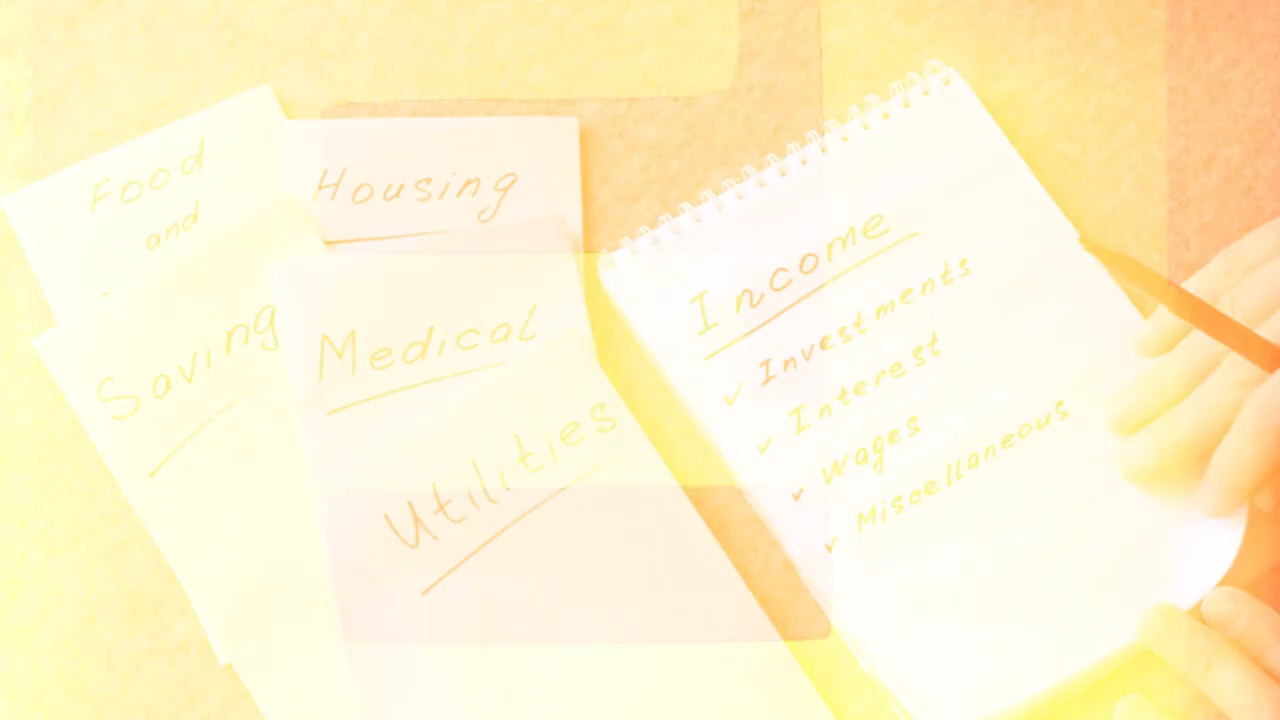 Food
and
Saving
Housing
Medical
Utilities
Income
Investments
Interest
Wages
Miscellaneous